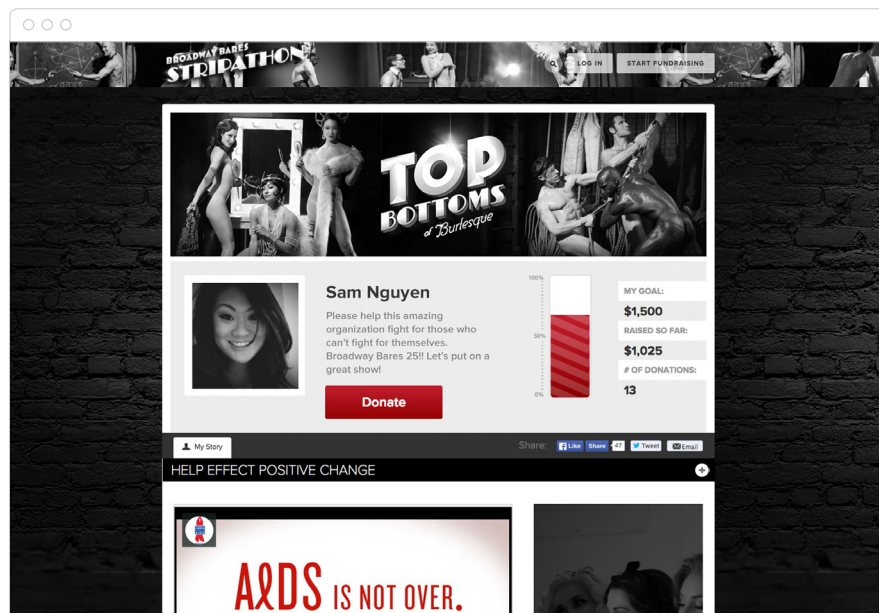 BROADWAY BARES
STRIPATHON
LOG IN
START FUNDRAISING
TOP
BOTTOMS
of Burlesque
Sam Nguyen
Please help this amazing
organization fight for those who
can't fight for themselves.
Broadway Bares 25!! Let's put on a
great show!
Donate
100%
50%
0%
MY GOAL:
$1,500
RAISED SO FAR:
$1,025
# OF DONATIONS:
13
My Story
Share:
Like
Share
47
Tweet
Email
HELP EFFECT POSITIVE CHANGE
AIDS IS NOT OVER.